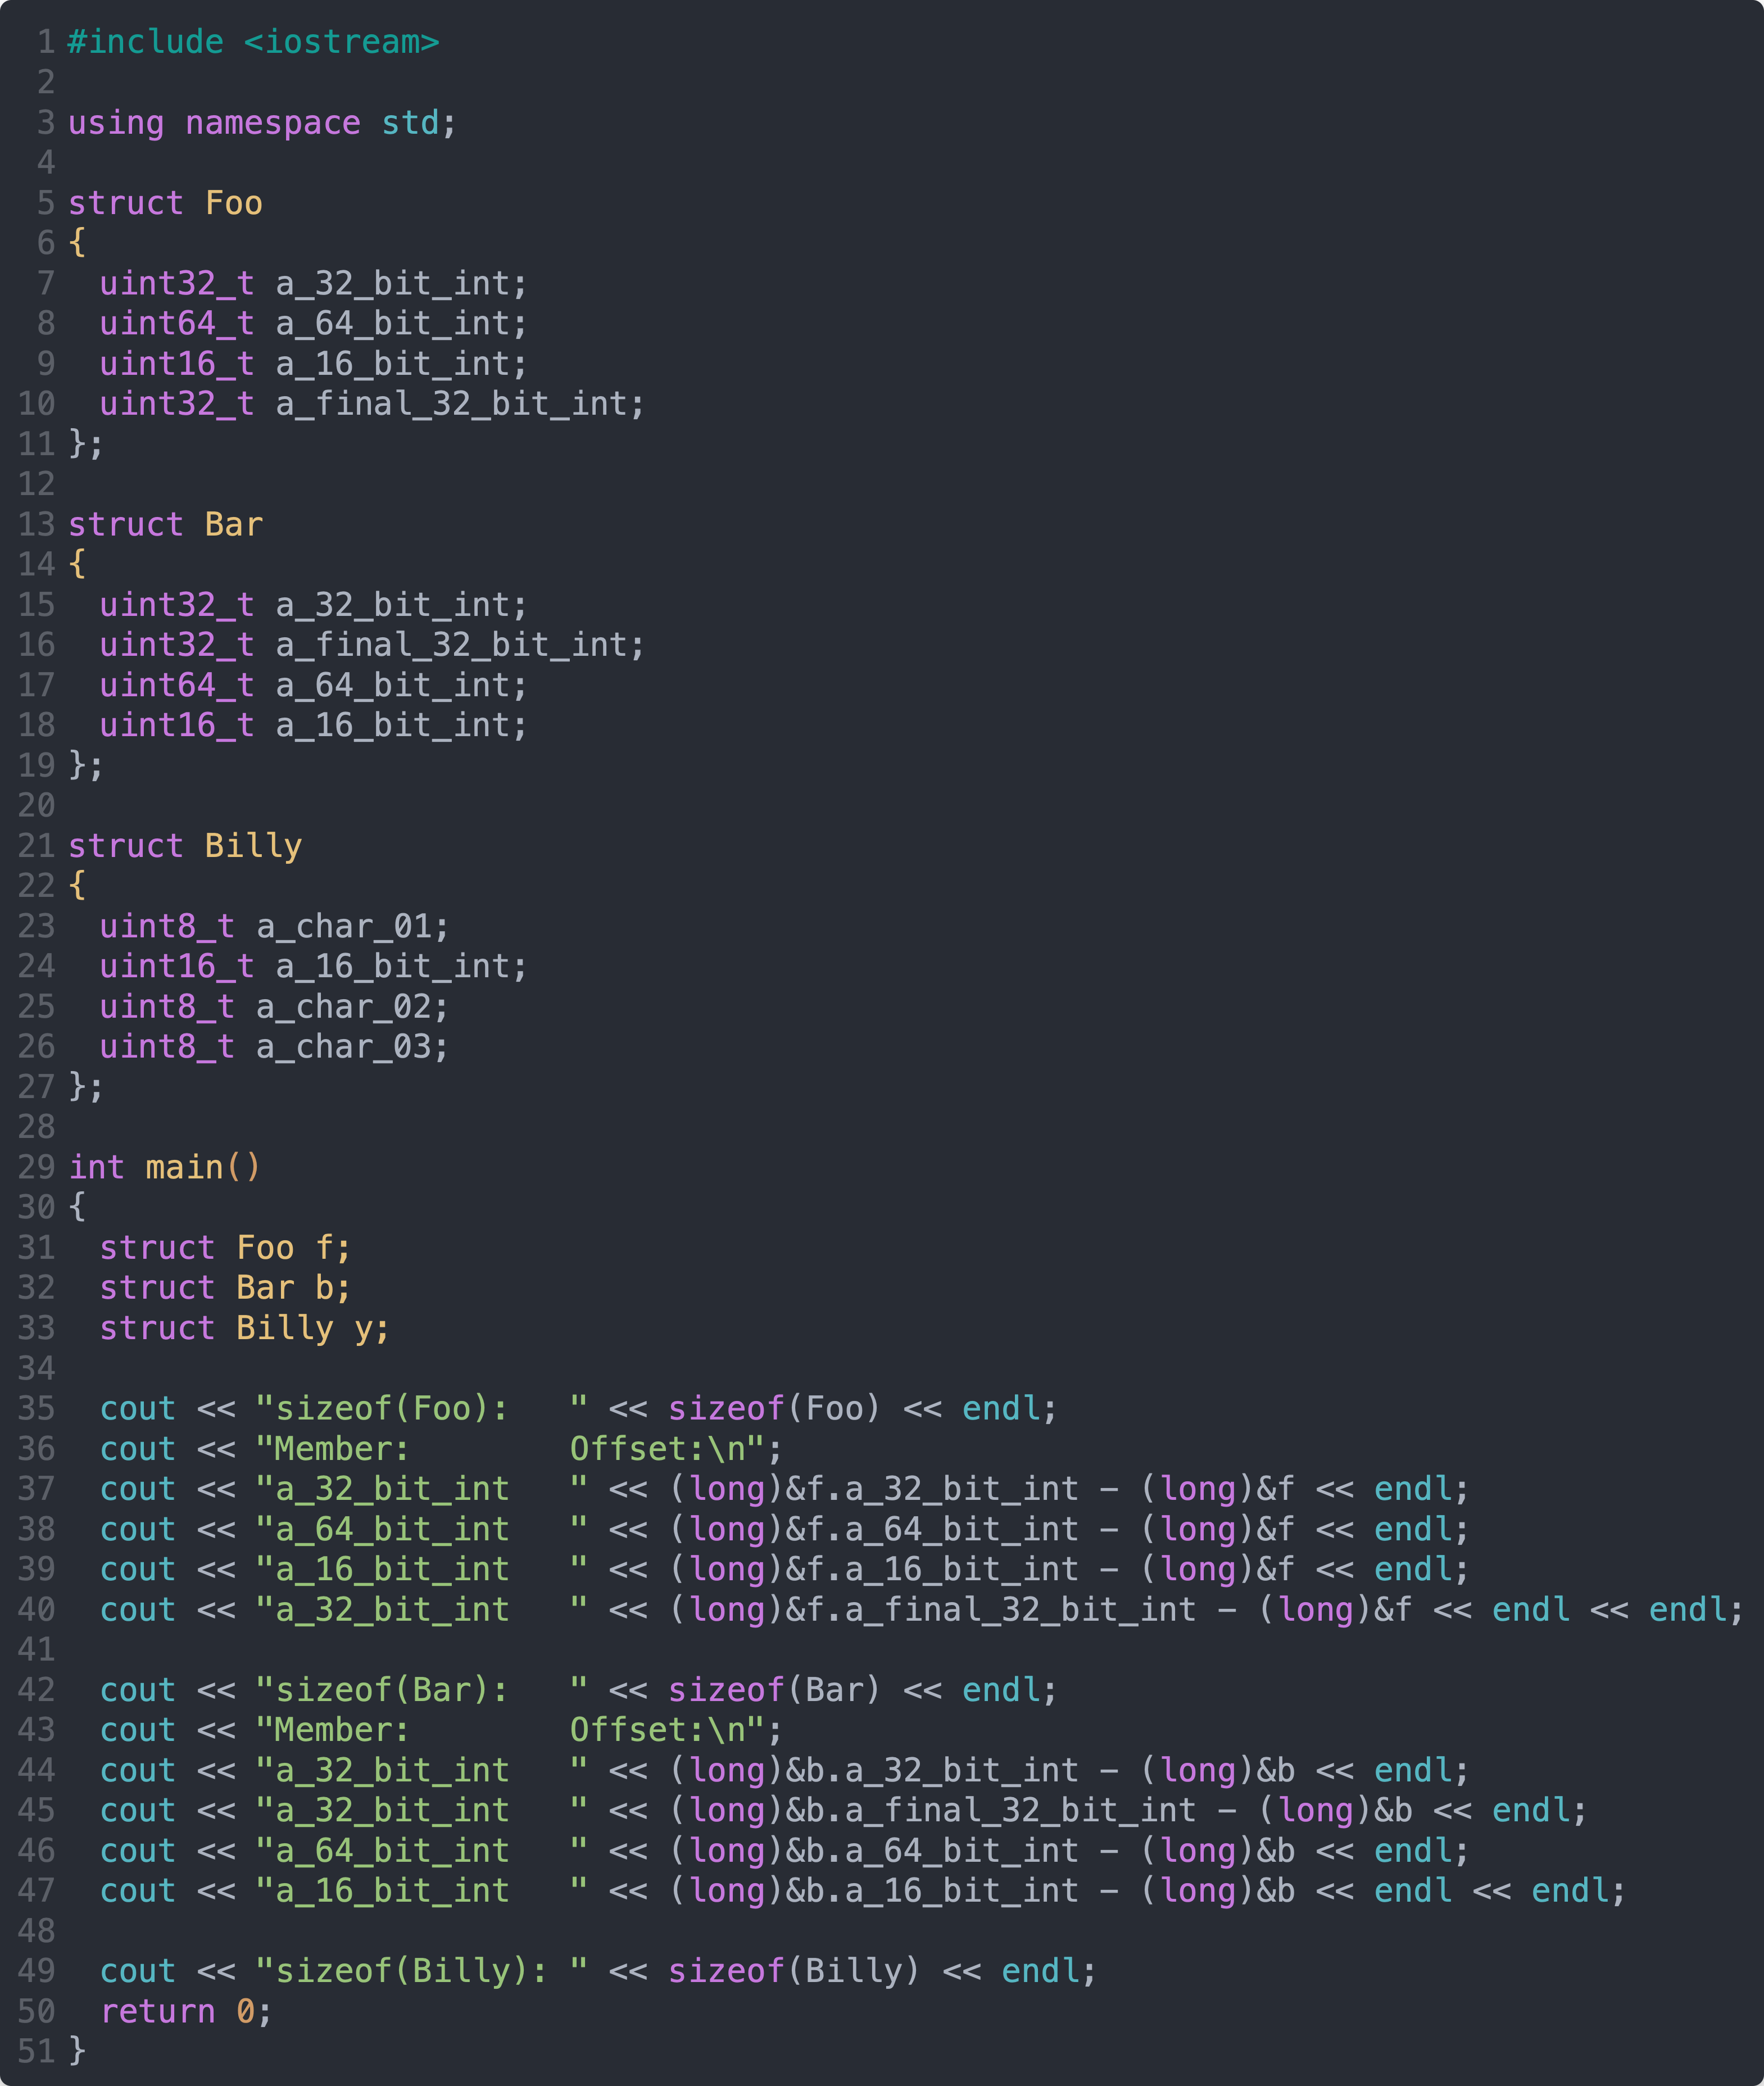 1 #include <iostream>
2
3 using namespace std;
4
5 struct Foo
6 {
7   uint32_t a_32_bit_int;
8   uint64_t a_64_bit_int;
9   uint16_t a_16_bit_int;
10   uint32_t a_final_32_bit_int;
11 };
12
13 struct Bar
14 {
15   uint32_t a_32_bit_int;
16   uint32_t a_final_32_bit_int;
17   uint64_t a_64_bit_int;
18   uint16_t a_16_bit_int;
19 };
20
21 struct Billy
22 {
23   uint8_t a_char_01;
24   uint16_t a_16_bit_int;
25   uint8_t a_char_02;
26   uint8_t a_char_03;
27 };
28
29 int main()
30 {
31   struct Foo f;
32   struct Bar b;
33   struct Billy y;
34
35   cout << "sizeof(Foo):   " << sizeof(Foo) << endl;
36   cout << "Member:        Offset:\n";
37   cout << "a_32_bit_int   " << (long)&f.a_32_bit_int - (long)&f << endl;
38   cout << "a_64_bit_int   " << (long)&f.a_64_bit_int - (long)&f << endl;
39   cout << "a_16_bit_int   " << (long)&f.a_16_bit_int - (long)&f << endl;
40   cout << "a_32_bit_int   " << (long)&f.a_final_32_bit_int - (long)&f << endl << endl;
41
42   cout << "sizeof(Bar):   " << sizeof(Bar) << endl;
43   cout << "Member:        Offset:\n";
44   cout << "a_32_bit_int   " << (long)&b.a_32_bit_int - (long)&b << endl;
45   cout << "a_32_bit_int   " << (long)&b.a_final_32_bit_int - (long)&b << endl;
46   cout << "a_64_bit_int   " << (long)&b.a_64_bit_int - (long)&b << endl;
47   cout << "a_16_bit_int   " << (long)&b.a_16_bit_int - (long)&b << endl << endl;
48
49   cout << "sizeof(Billy): " << sizeof(Billy) << endl;
50   return 0;
51 }